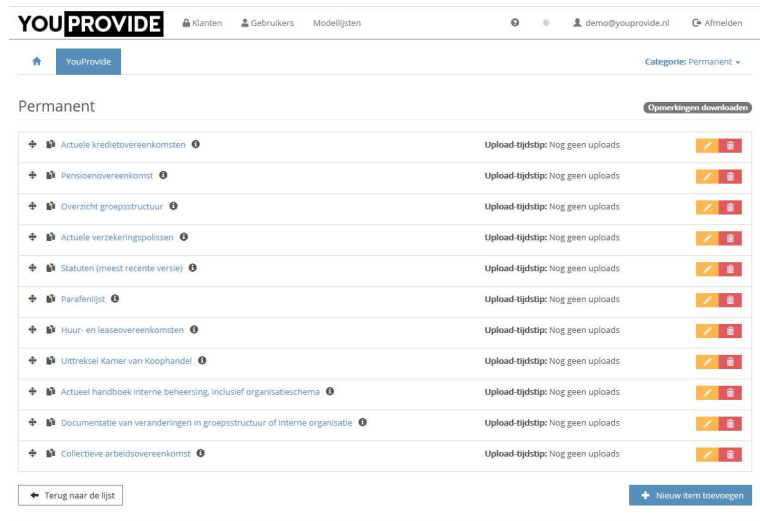 YOUPROVIDE Klanten Gebruikers Modellijsten demo@youprovide.nl Afmelden
YouProvide Categorie: Permanent
Permanent Opmerkingen downloaden
Actuele kredietovereenkomsten Upload-tijdstip: Nog geen uploads
Pensioenovereenkomst Upload-tijdstip: Nog geen uploads
Overzicht groepsstructuur Upload-tijdstip: Nog geen uploads
Actuele verzekeringspolissen Upload-tijdstip: Nog geen uploads
Statuten (meest recente versie) Upload-tijdstip: Nog geen uploads
Parafenlijst Upload-tijdstip: Nog geen uploads
Huur- en leaseovereenkomsten Upload-tijdstip: Nog geen uploads
Uittreksel Kamer van Koophandel Upload-tijdstip: Nog geen uploads
Actueel handboek interne beheersing, Inclusief organisatieschema Upload-tijdstip: Nog geen uploads
Documentatie van veranderingen in groepsstructuur of Interne organisatie Upload-tijdstip: Nog geen uploads
Collectieve arbeidsovereenkomst Upload-tijdstip: Nog geen uploads
Terug naar de lijst Nieuw item toevoegen